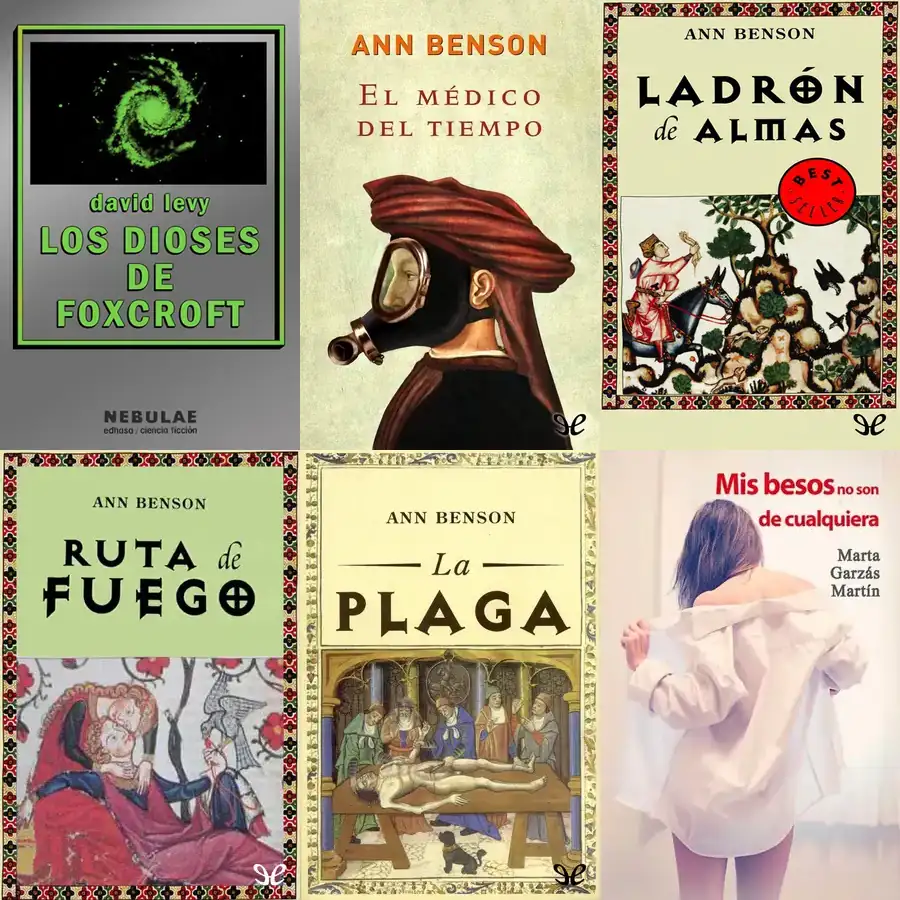 david levy
LOS DIOSES
DE
FOXCROFT
NEBULAE
edhasa / ciencia ficción
ANN BENSON
EL MÉDICO
DEL TIEMPO
ANN BENSON
LADRÓN
de ALMAS
BEST
SELLER
ANN BENSON
RUTA de
FUEGO
ANN BENSON
La
PLAGA
Mis besos no son
de cualquiera
Marta
Garzás
Martín